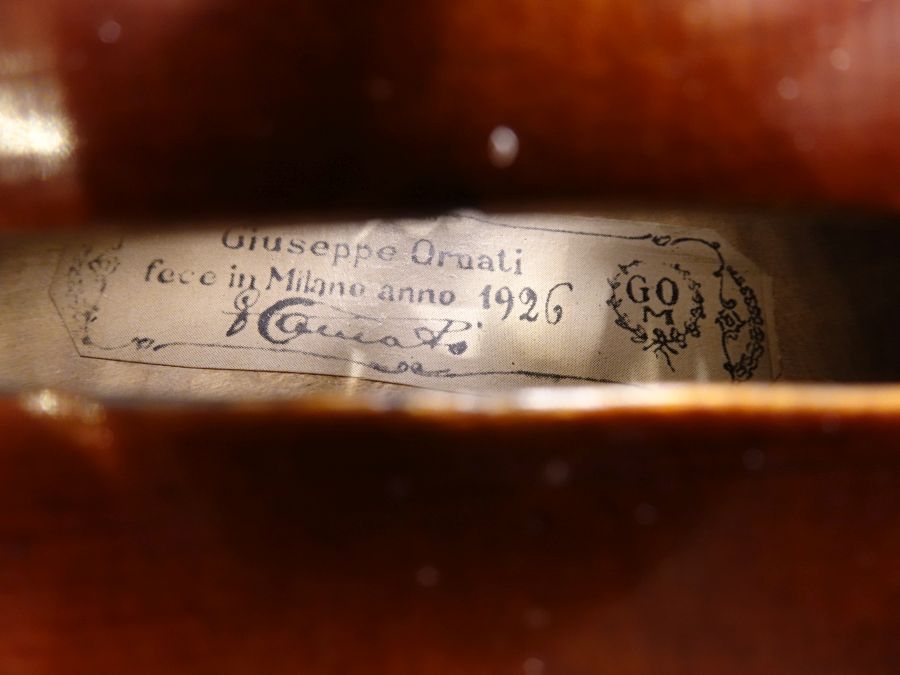 Giuseppe Ornati
fece in Milano anno 1926
GO
M